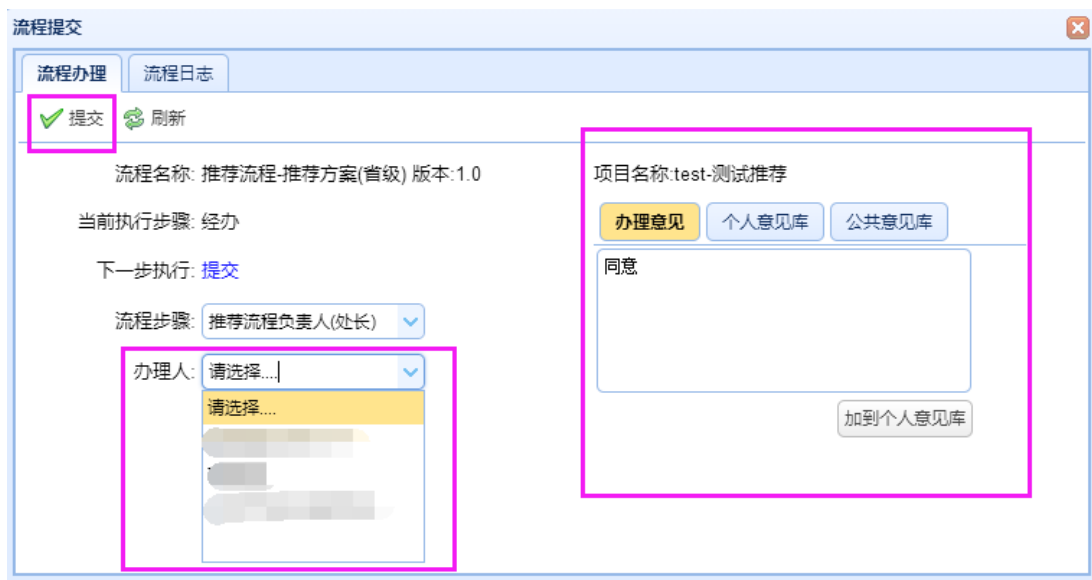 流程提交
流程办理 流程日志
提交 刷新
流程名称: 推荐流程-推荐方案(省级) 版本:1.0
当前执行步骤: 经办
下一步执行: 提交
流程步骤: 推荐流程负责人(处长)
办理人: 请选择....
请选择....
项目名称:test-测试推荐
办理意见 个人意见库 公共意见库
同意
加到个人意见库